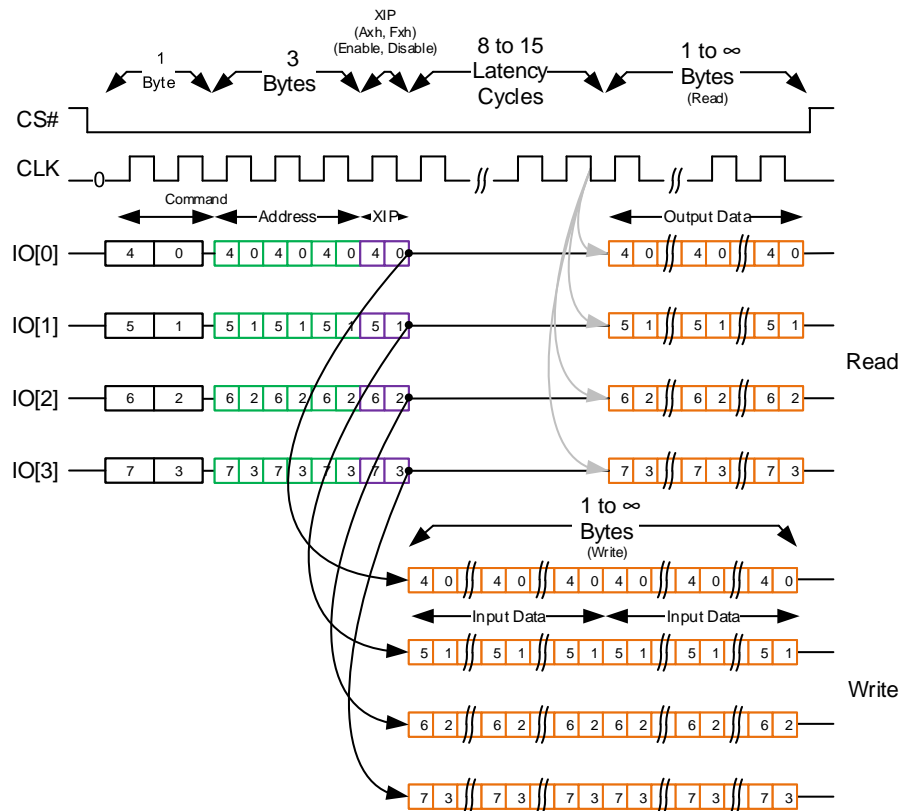 XIP
(Axh, Fxh)
(Enable, Disable)
1
Byte
3
Bytes
8 to 15
Latency
Cycles
1 to ∞
Bytes
(Read)
CS#
CLK
0
Command
Address
XIP
Output Data
IO[0] 4 0 4 0 4 0 4 0 4 0 4 0 4 0 4 0
IO[1] 5 1 5 1 5 1 5 1 5 1 5 1 5 1 5 1
IO[2] 6 2 6 2 6 2 6 2 6 2 6 2 6 2 6 2
IO[3] 7 3 7 3 7 3 7 3 7 3 7 3 7 3 7 3
Read
1 to ∞
Bytes
(Write)
4 0 4 0 4 0 4 0 4 0 4 0
Input Data Input Data
5 1 5 1 5 1 5 1 5 1 5 1
6 2 6 2 6 2 6 2 6 2 6 2
7 3 7 3 7 3 7 3 7 3 7 3
Write